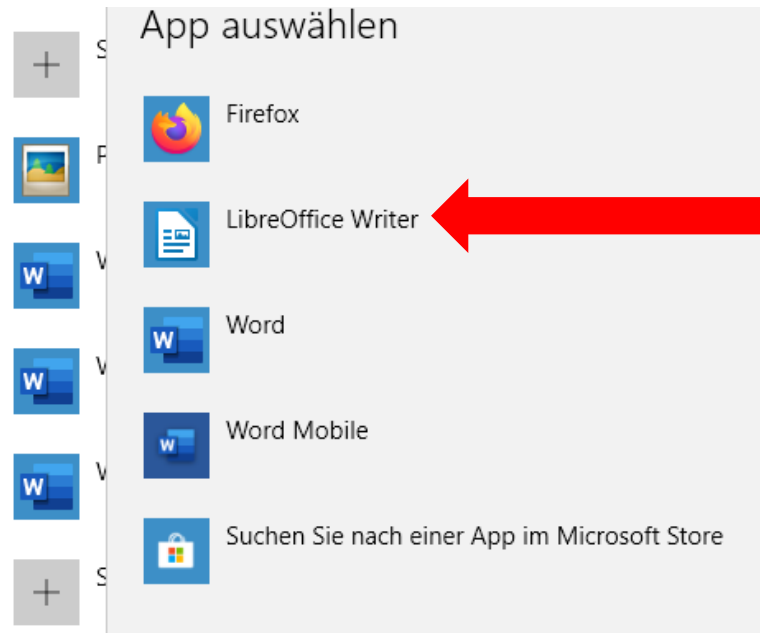 App auswählen
S
Firefox
P
LibreOffice Writer
W
Word
W
Word Mobile
W
Suchen Sie nach einer App im Microsoft Store
S